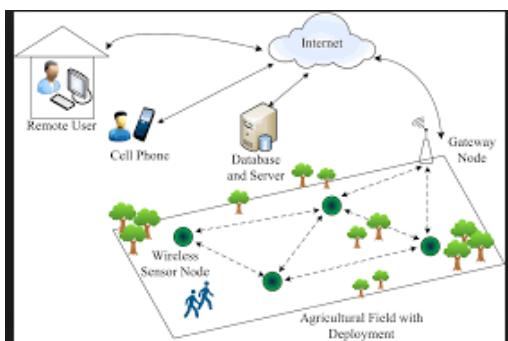 Internet
Remote User
Cell Phone
Database
and Server
Gateway
Node
Wireless
Sensor Node
Agricultural Field with
Deployment